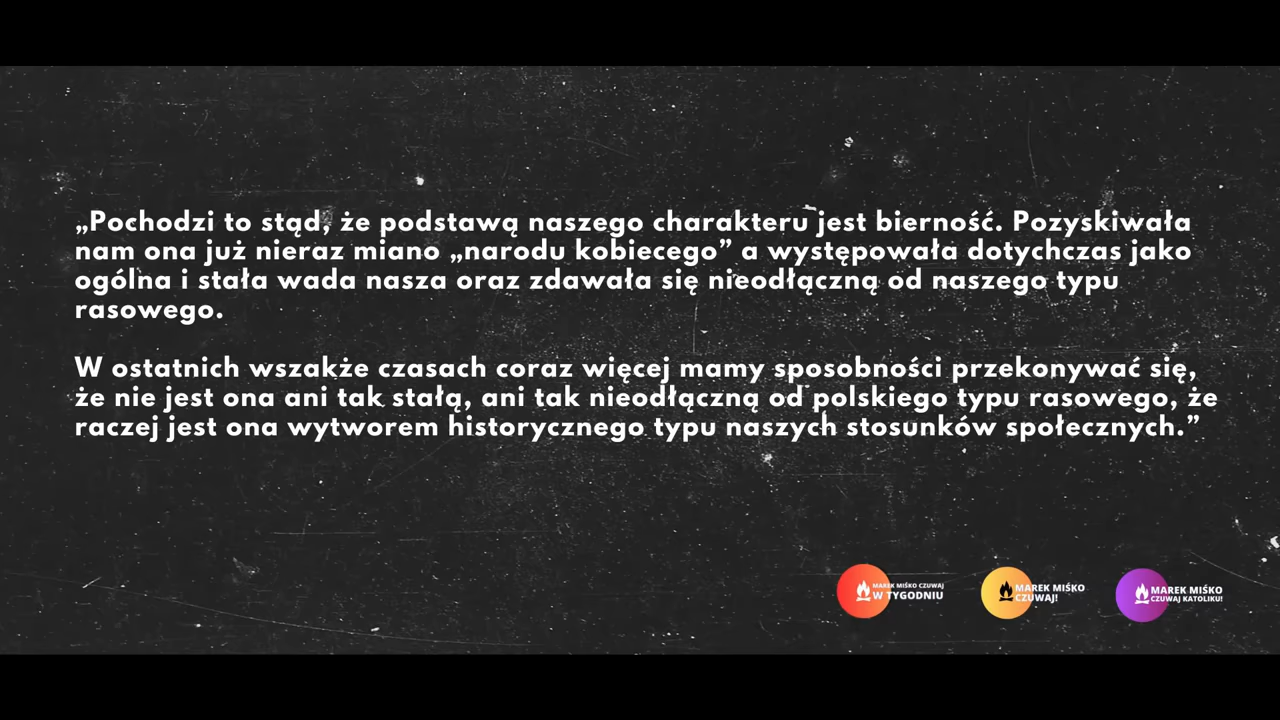 „Pochodzi to stąd, że podstawą naszego charakteru jest bierność. Pozyskiwała
nam ona już nieraz miano „narodu kobiecego” a występowała dotychczas jako
ogólna i stała wada nasza oraz zdawała się nieodłączną od naszego typu
rasowego.
W ostatnich wszakże czasach coraz więcej mamy sposobności przekonywać się,
że nie jest ona ani tak stałą, ani tak nieodłączną od polskiego typu rasowego, że
raczej jest ona wytworem historycznego typu naszych stosunków społecznych.”
MAREK MIŚKO CZUWAJ
W TYGODNIU
MAREK MIŚKO
CZUWAJ!
MAREK MIŚKO
CZUWAJ KATOLIKU!